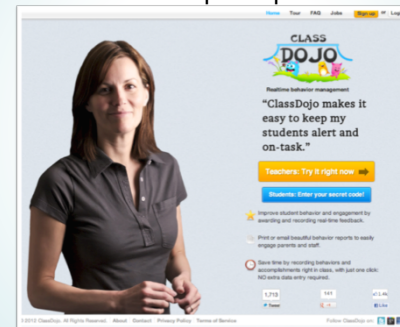 Home Tour FAQ Jobs Sign up or
CLASS
DOJO
Realtime behavior management
“ClassDojo makes it
easy to keep my
students alert and
on-task.”
Teachers: Try it right now
Students: Enter your secret code!
Improve student behavior and engagement by
awarding and recording real-time feedback.
Print or email beautiful behavior reports to easily
engage parents and staff.
Save time by recording behaviors and
accomplishments right in class, with just one click:
NO extra data entry required.
1,713
141
Tweet
©2012 ClassDojo. All Rights Reserved. About Contact Privacy Policy Terms of Service
Follow ClassDojo on: